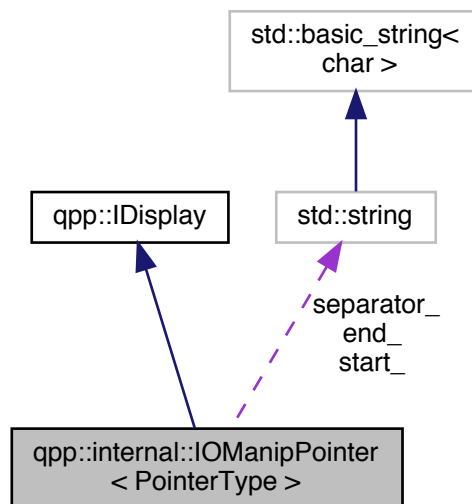 std::basic_string<
char >
qpp::IDisplay
std::string
separator_
end_
start_
qpp::internal::IOManipPointer
< PointerType >